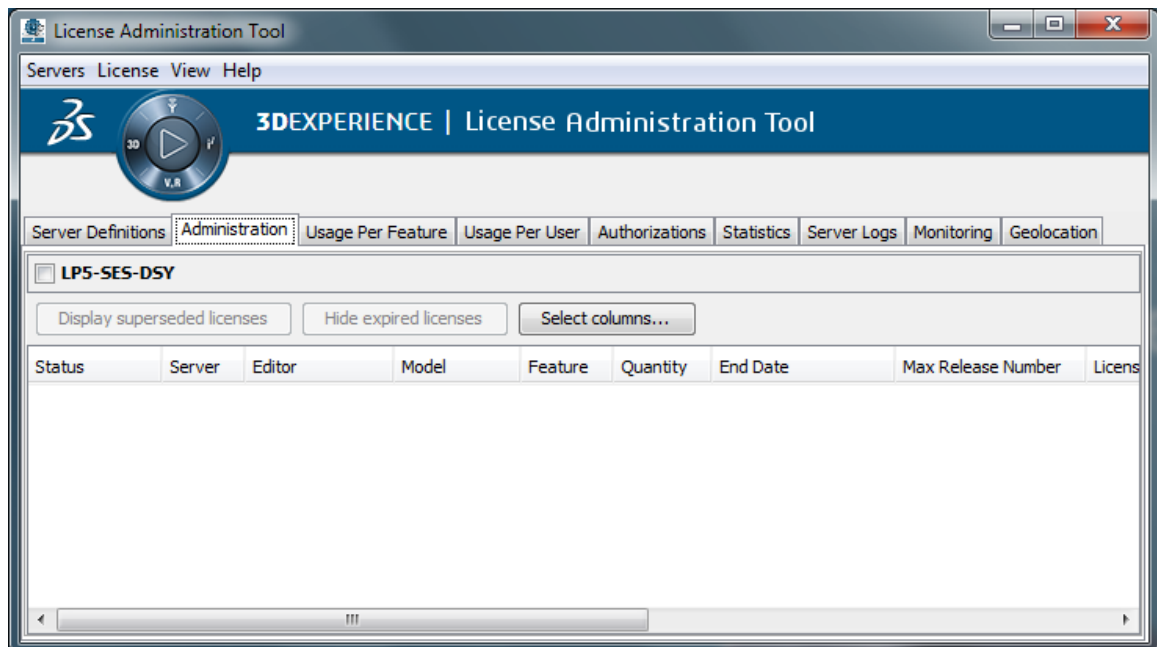 License Administration Tool
Servers License View Help
3DS 3DEXPERIENCE | License Administration Tool
3D i² V.R
Server Definitions Administration Usage Per Feature Usage Per User Authorizations Statistics Server Logs Monitoring Geolocation
LP5-SES-DSY
Display superseded licenses Hide expired licenses Select columns...
Status Server Editor Model Feature Quantity End Date Max Release Number Licens